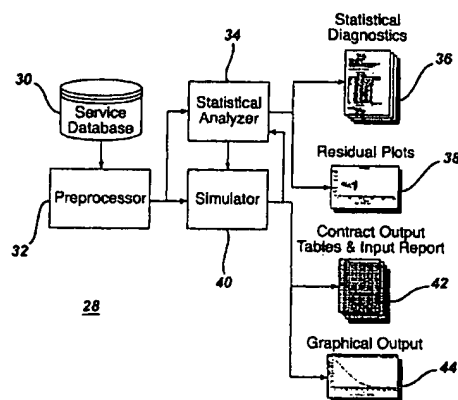 Statistical
Diagnostics
34
36
30
Service
Database
Statistical
Analyzer
Residual Plots
38
Preprocessor
Simulator
32
40
Contract Output
Tables & Input Report
42
28
Graphical Output
44